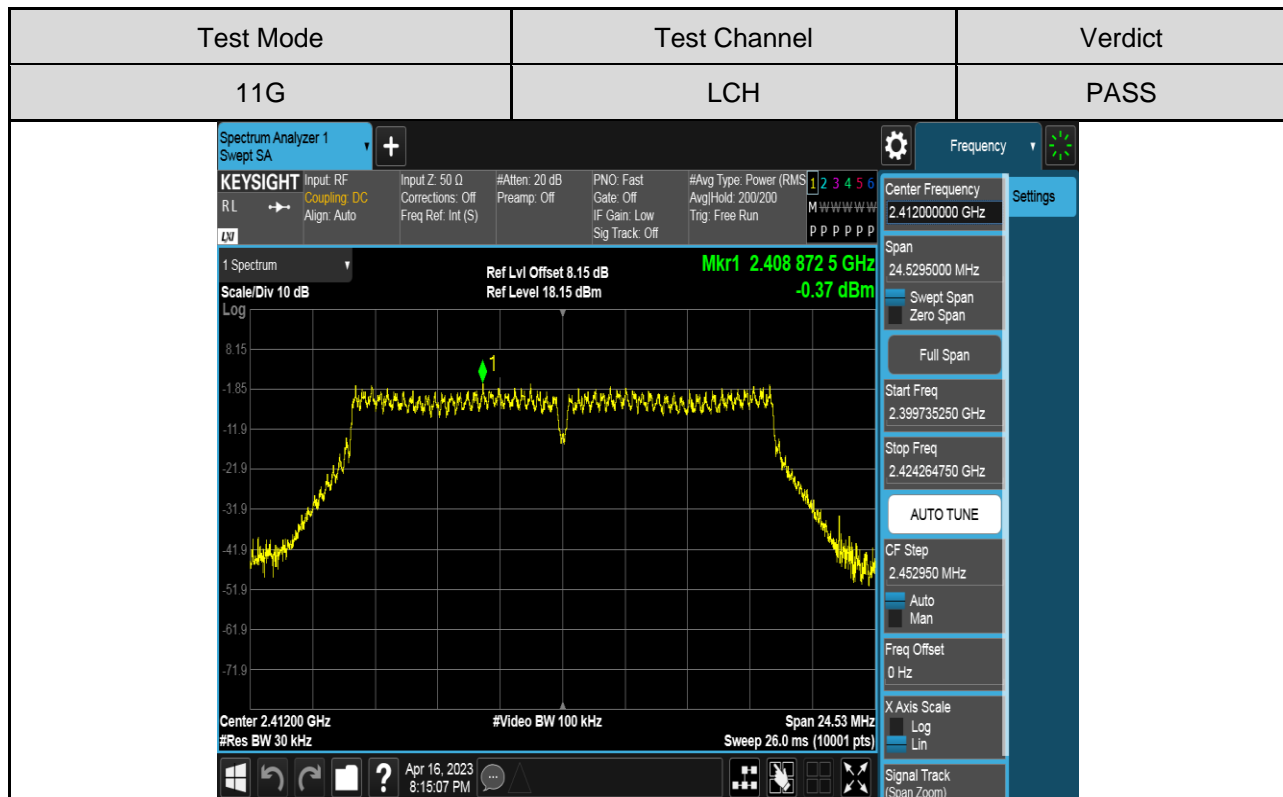 Test Mode Test Channel Verdict
11G LCH PASS
Spectrum Analyzer 1
Swept SA
+
Frequency
KEYSIGHT
R L
LXI
Input: RF
Coupling: DC
Align: Auto
Input Z: 50 Ω
Corrections: Off
Freq Ref: Int (S)
#Atten: 20 dB
Preamp: Off
PNO: Fast
Gate: Off
IF Gain: Low
Sig Track: Off
#Avg Type: Power (RMS
Avg|Hold: 200/200
Trig: Free Run
1 2 3 4 5 6
M W W W W W
P P P P P P
1 Spectrum
Scale/Div 10 dB
Log
Ref Lvl Offset 8.15 dB
Ref Level 18.15 dBm
Mkr1 2.408 872 5 GHz
-0.37 dBm
1
8.15
-1.85
-11.9
-21.9
-31.9
-41.9
-51.9
-61.9
-71.9
Center 2.41200 GHz
#Res BW 30 kHz
#Video BW 100 kHz
Span 24.53 MHz
Sweep 26.0 ms (10001 pts)
Center Frequency
2.412000000 GHz
Settings
Span
24.5295000 MHz
Swept Span
Zero Span
Full Span
Start Freq
2.399735250 GHz
Stop Freq
2.424264750 GHz
AUTO TUNE
CF Step
2.452950 MHz
Auto
Man
Freq Offset
0 Hz
X Axis Scale
Log
Lin
Signal Track
(Span Zoom)
?
Apr 16, 2023
8:15:07 PM